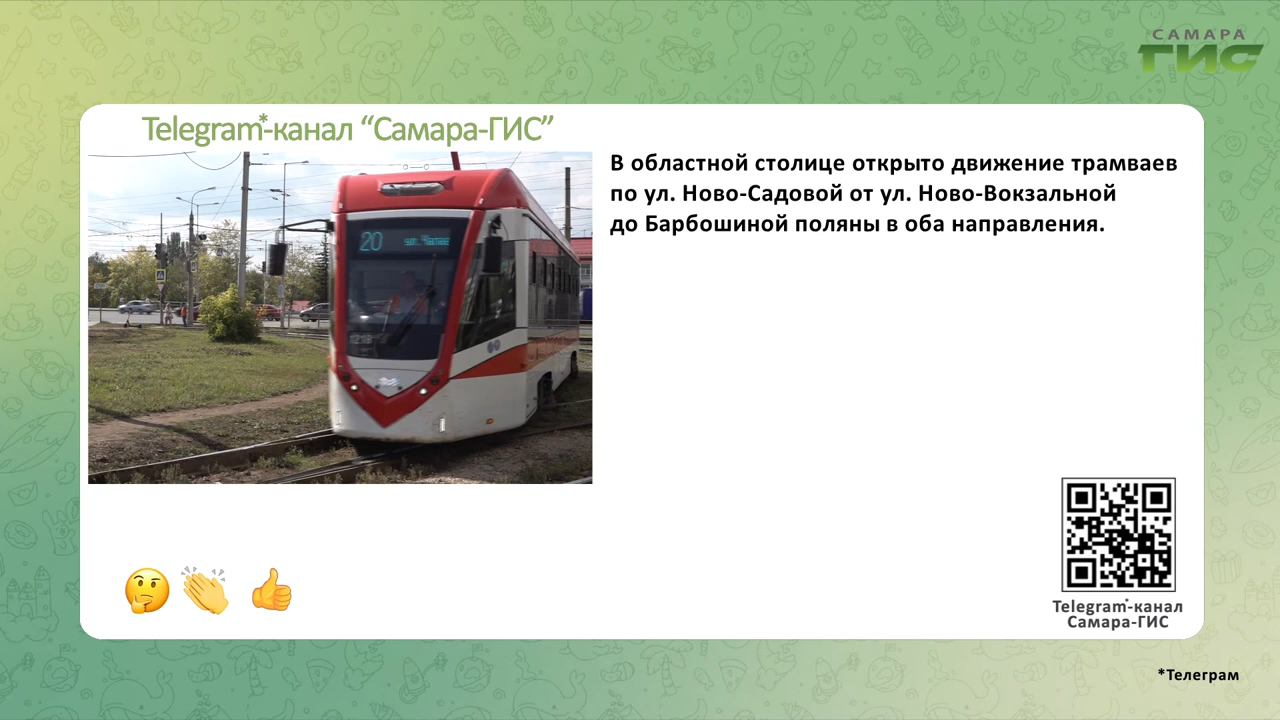 САМАРА
ГИС
Telegram*-канал “Самара-ГИС”
В областной столице открыто движение трамваев
по ул. Ново-Садовой от ул. Ново-Вокзальной
до Барбошиной поляны в оба направления.
20
Telegram*-канал
Самара-ГИС
*Телеграм